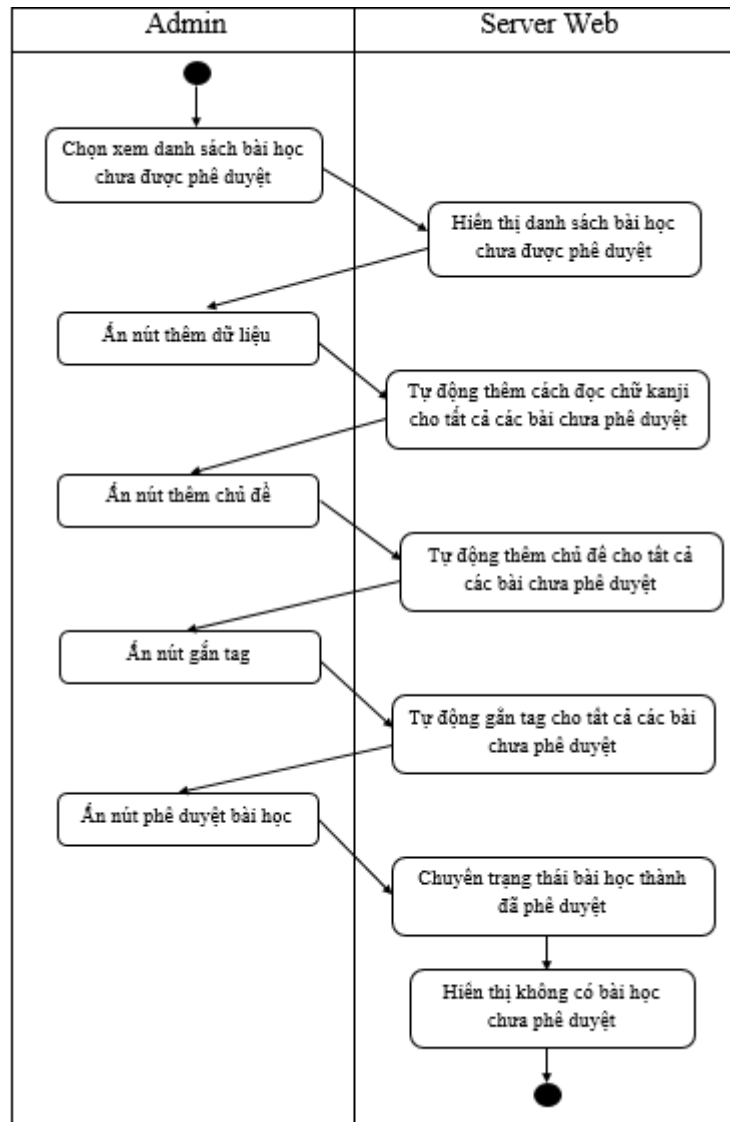 Admin
Server Web
Chọn xem danh sách bài học
chưa được phê duyệt
Hiển thị danh sách bài học
chưa được phê duyệt
Ấn nút thêm dữ liệu
Tự động thêm cách đọc chữ kanji
cho tất cả các bài chưa phê duyệt
Ấn nút thêm chủ đề
Tự động thêm chủ đề cho tất cả
các bài chưa phê duyệt
Ấn nút gắn tag
Tự động gắn tag cho tất cả các bài
chưa phê duyệt
Ấn nút phê duyệt bài học
Chuyển trạng thái bài học thành
đã phê duyệt
Hiển thị không có bài học
chưa phê duyệt